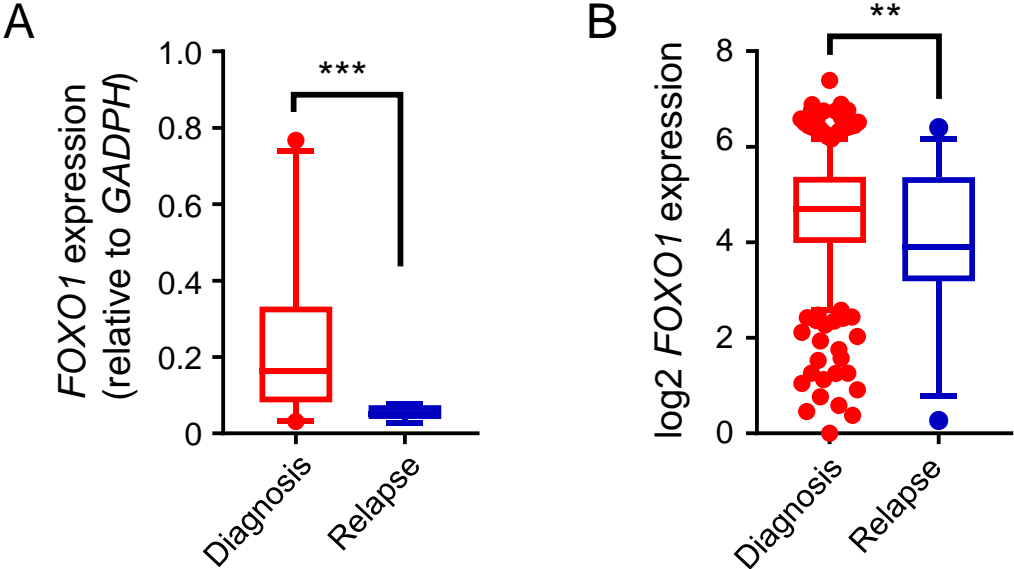 A
***
1.0
0.8
0.6
0.4
0.2
0
FOXO1 expression
(relative to GADPH)
Diagnosis
Relapse
B
**
8
6
4
2
0
log2 FOXO1 expression
Diagnosis
Relapse